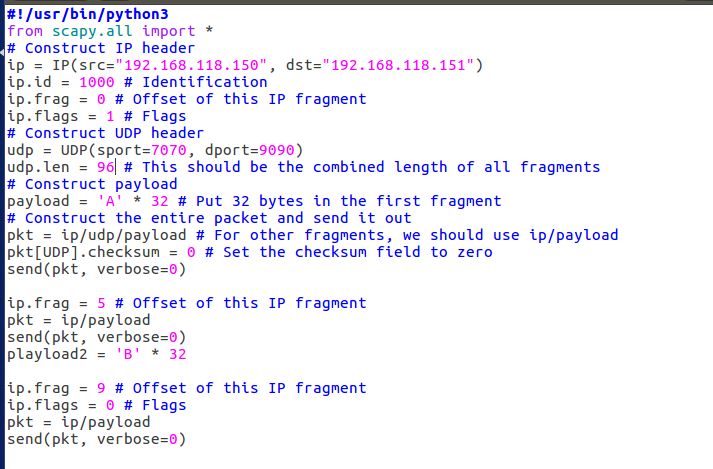 #!/usr/bin/python3
from scapy.all import *
# Construct IP header
ip = IP(src="192.168.118.150", dst="192.168.118.151")
ip.id = 1000 # Identification
ip.frag = 0 # Offset of this IP fragment
ip.flags = 1 # Flags
# Construct UDP header
udp = UDP(sport=7070, dport=9090)
udp.len = 96 # This should be the combined length of all fragments
# Construct payload
payload = 'A' * 32 # Put 32 bytes in the first fragment
# Construct the entire packet and send it out
pkt = ip/udp/payload # For other fragments, we should use ip/payload
pkt[UDP].checksum = 0 # Set the checksum field to zero
send(pkt, verbose=0)

ip.frag = 5 # Offset of this IP fragment
pkt = ip/payload
send(pkt, verbose=0)
playload2 = 'B' * 32

ip.frag = 9 # Offset of this IP fragment
ip.flags = 0 # Flags
pkt = ip/payload
send(pkt, verbose=0)